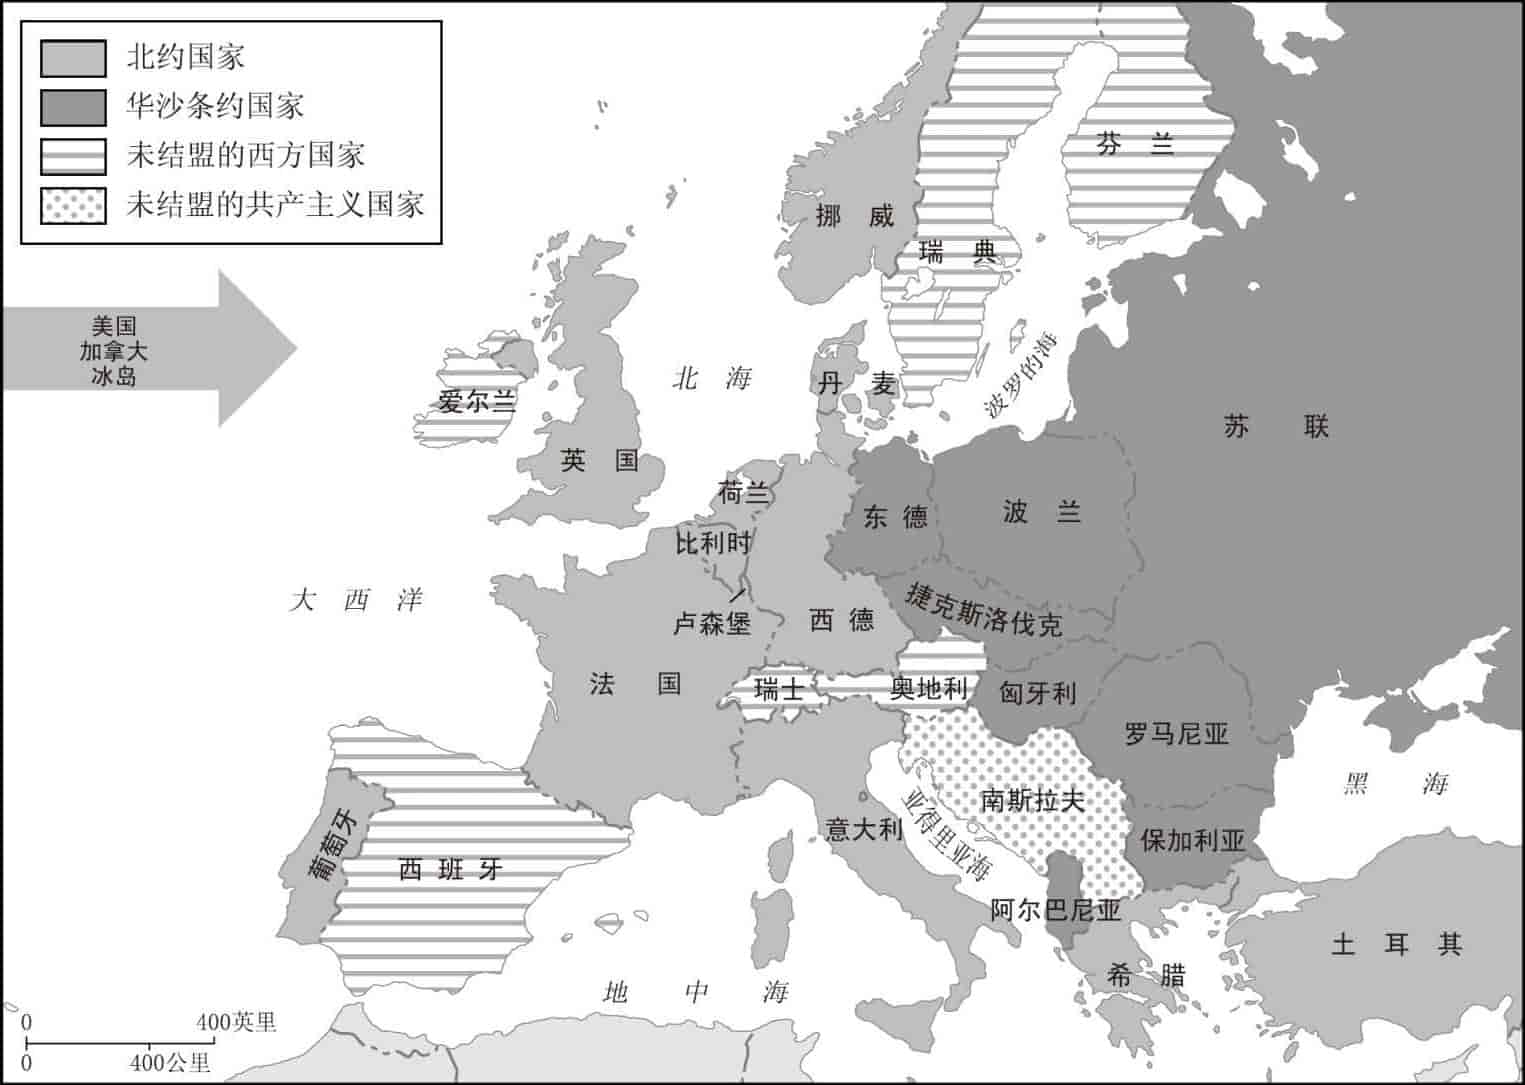 北约国家
华沙条约国家
未结盟的西方国家
未结盟的共产主义国家
美国
加拿大
冰岛
芬兰
挪威
瑞典
爱尔兰
英国
北海
丹麦
波罗的海
苏联
荷兰
比利时
卢森堡
东德
波兰
大西洋
西德
捷克斯洛伐克
法国
瑞士
奥地利
匈牙利
罗马尼亚
黑海
南斯拉夫
保加利亚
意大利
亚得里亚海
葡萄牙
西班牙
阿尔巴尼亚
希腊
土耳其
地中海
0
400英里
0
400公里